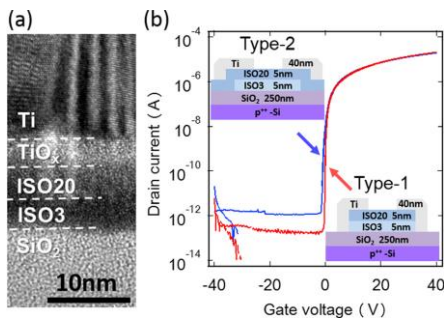 (a)
Ti
TiOx
ISO20
ISO3
SiO2
10nm
(b)
Drain current (A)
10⁻⁴
10⁻⁶
10⁻⁸
10⁻¹⁰
10⁻¹²
10⁻¹⁴
-40
-20
0
20
40
Gate voltage (V)
Type-2
Ti 40nm
ISO20 5nm
ISO3 5nm
SiO₂ 250nm
p⁺⁺-Si
Type-1
Ti 40nm
ISO20 5nm
ISO3 5nm
SiO₂ 250nm
p⁺⁺-Si